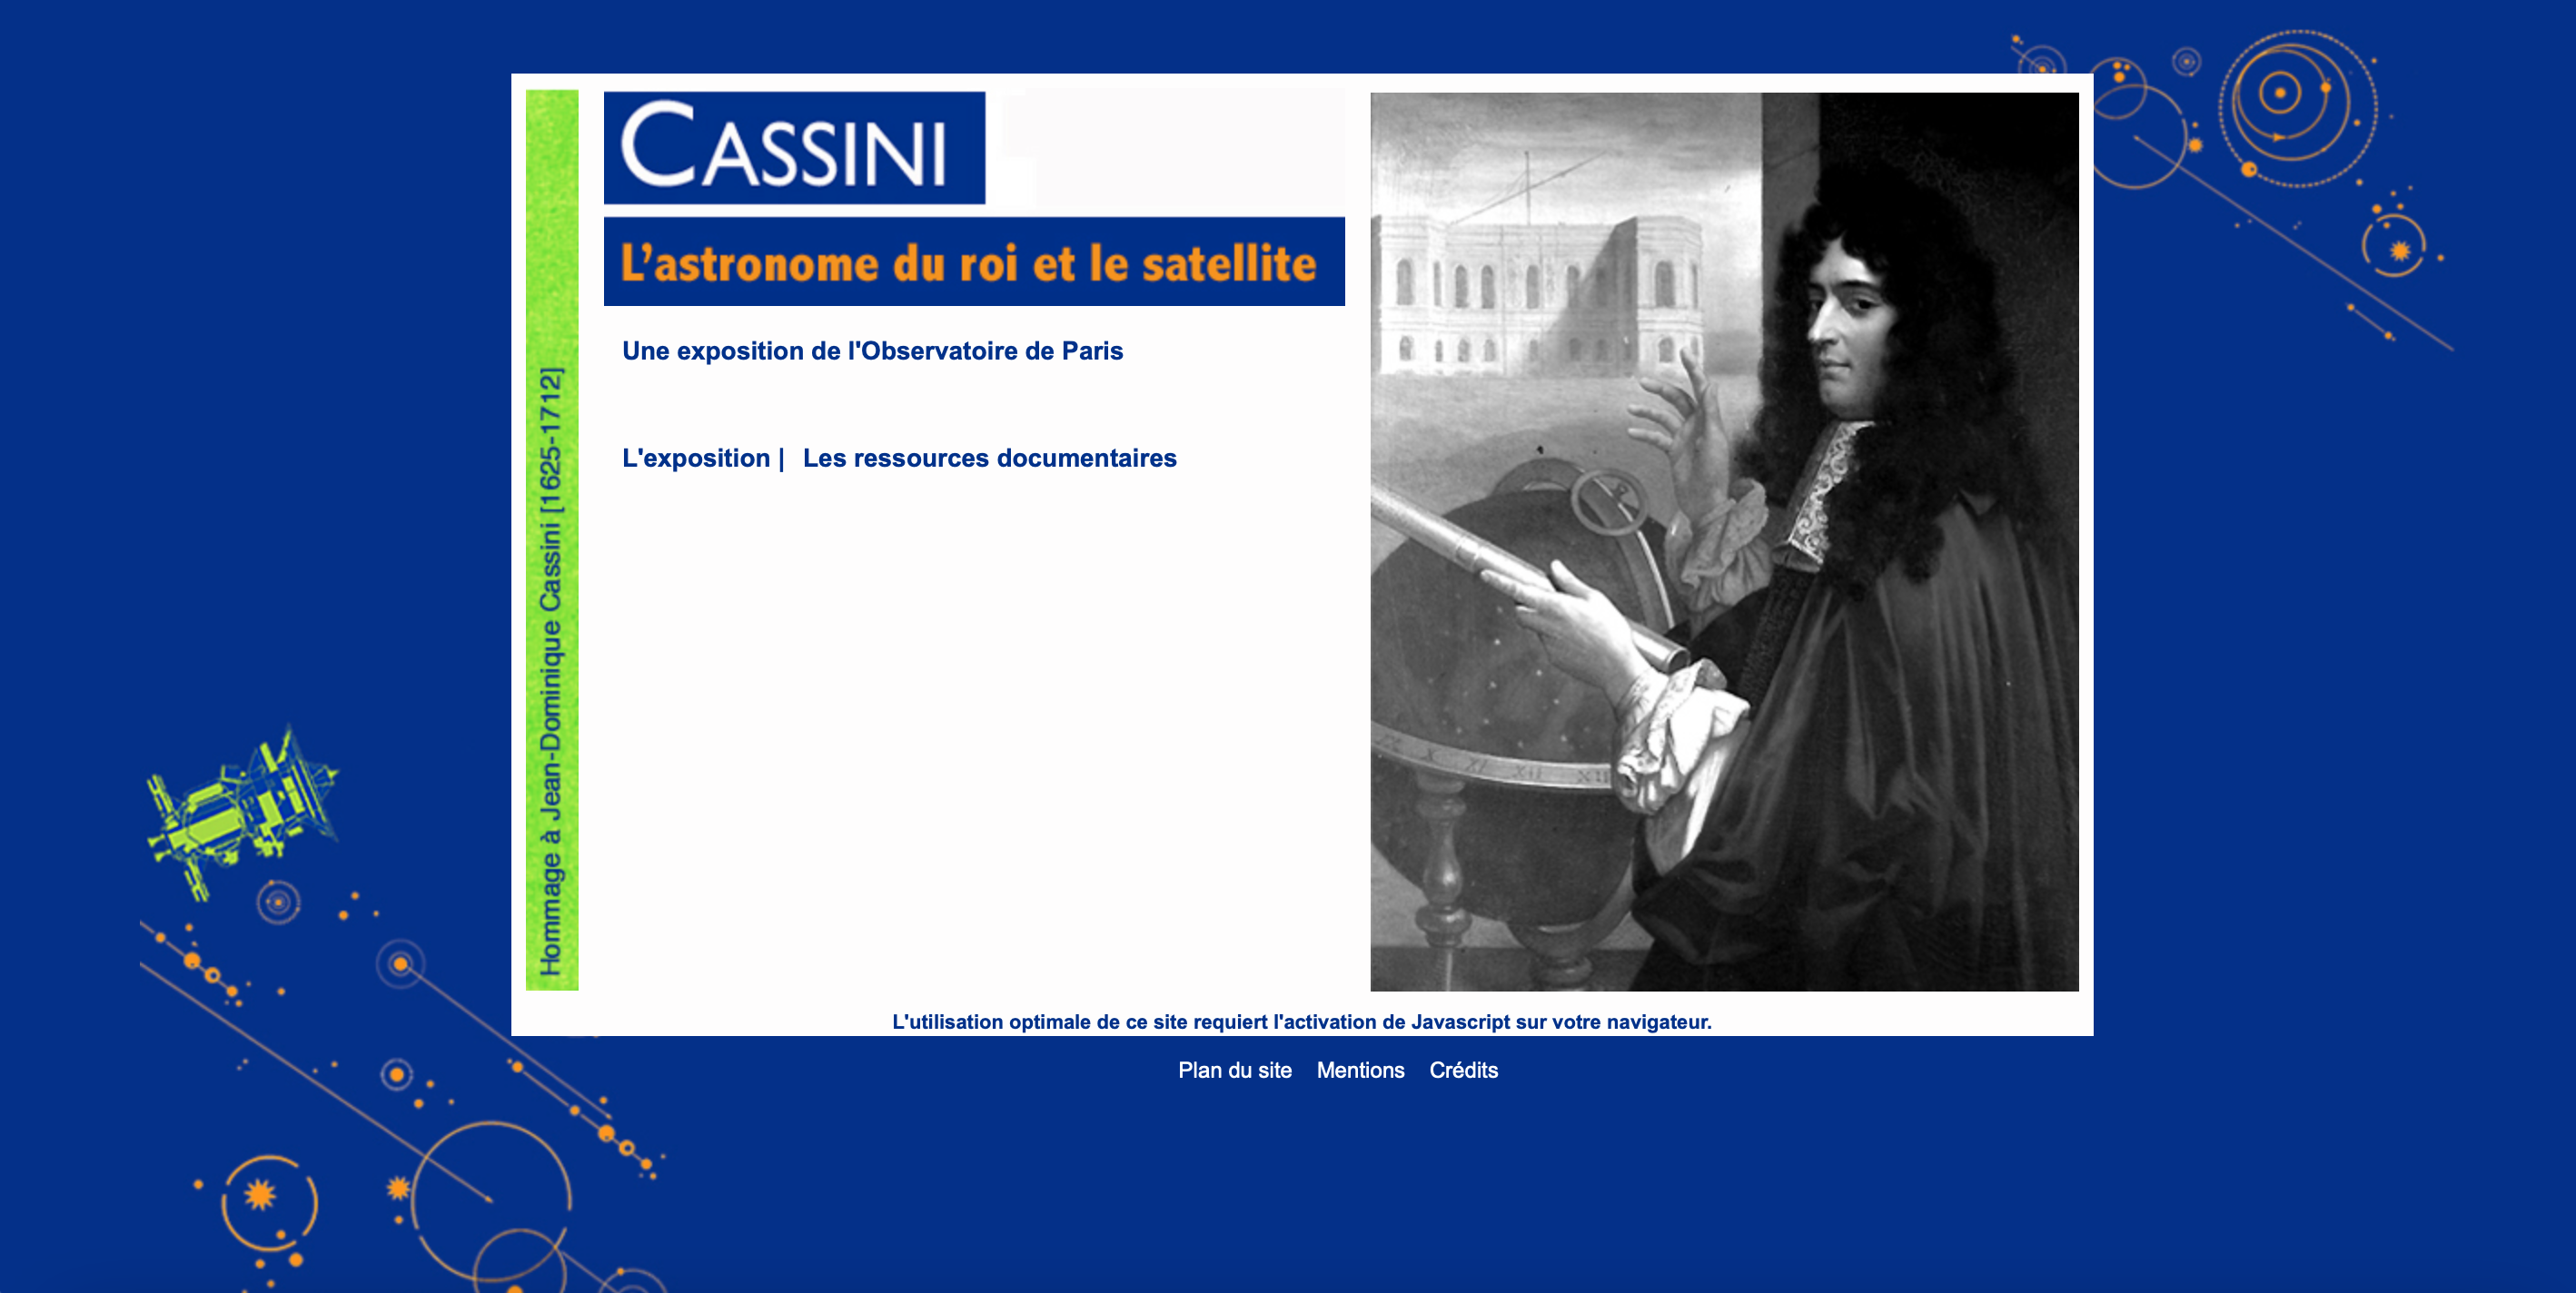 CASSINI
L'astronome du roi et le satellite
Une exposition de l'Observatoire de Paris
L'exposition | Les ressources documentaires
Hommage à Jean-Dominique Cassini [1625-1712]
X XI XII
L'utilisation optimale de ce site requiert l'activation de Javascript sur votre navigateur.
Plan du site Mentions Crédits